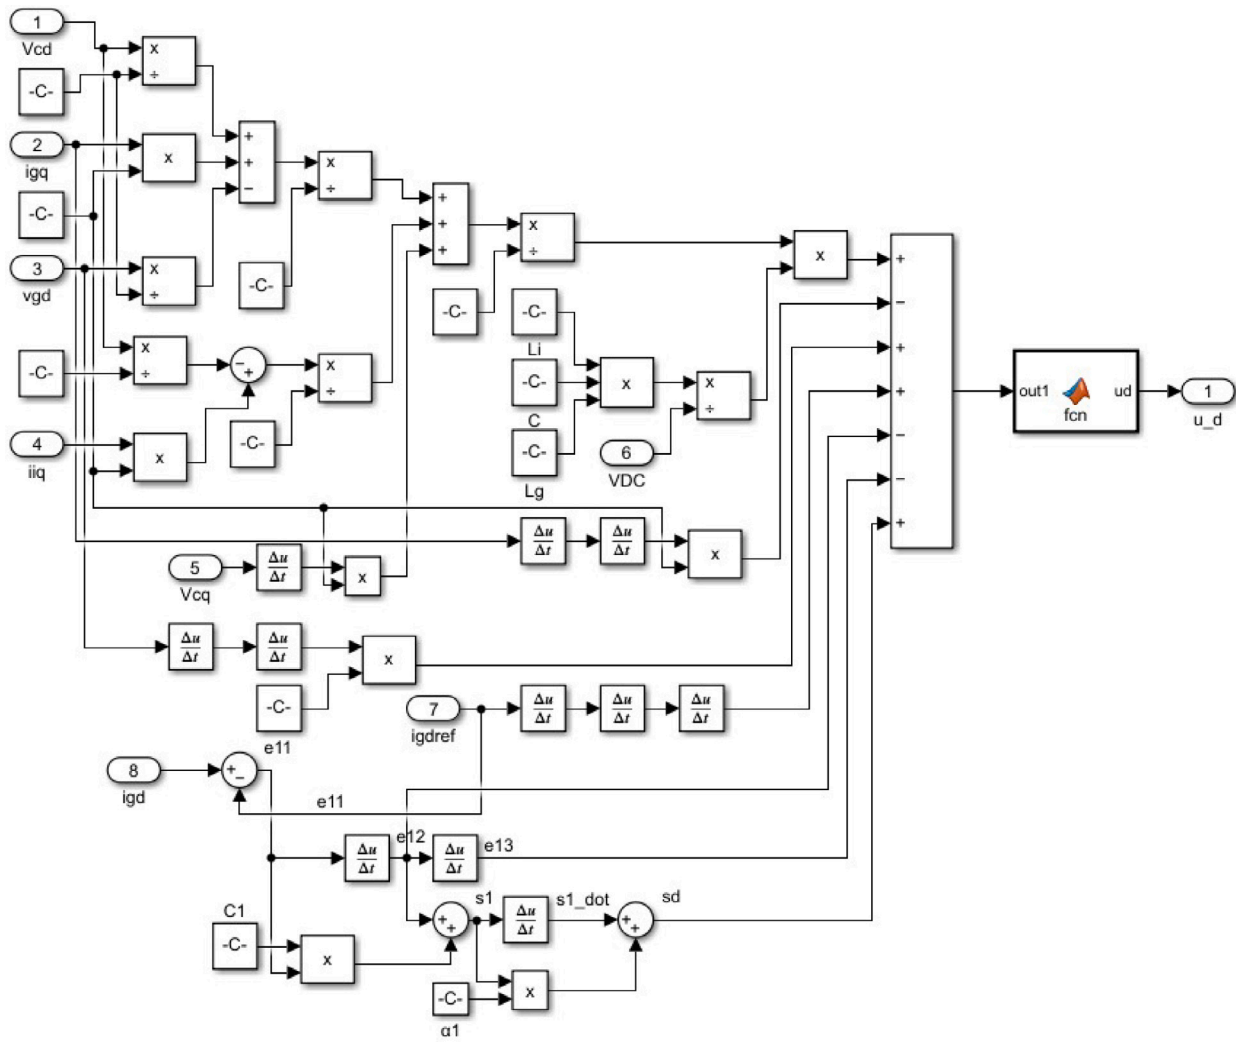 1
Vcd
-C-
x
÷
2
igq
x
+
+
−
x
÷
-C-
3
vgd
x
÷
-C-
+
+
+
x
÷
-C-
x
+
−
+
+
−
−
+
-C-
Li
-C-
C
-C-
Lg
x
x
÷
6
VDC
-C-
x
÷
−
+
x
÷
-C-
4
iiq
x
out1
fcn
ud
1
u_d
Δu
Δt
Δu
Δt
x
5
Vcq
Δu
Δt
x
Δu
Δt
Δu
Δt
x
-C-
7
igdref
Δu
Δt
Δu
Δt
Δu
Δt
e11
8
igd
+
−
e11
Δu
Δt
e12
Δu
Δt
e13
C1
-C-
x
+
+
s1
Δu
Δt
s1_dot
+
+
sd
-C-
α1
x